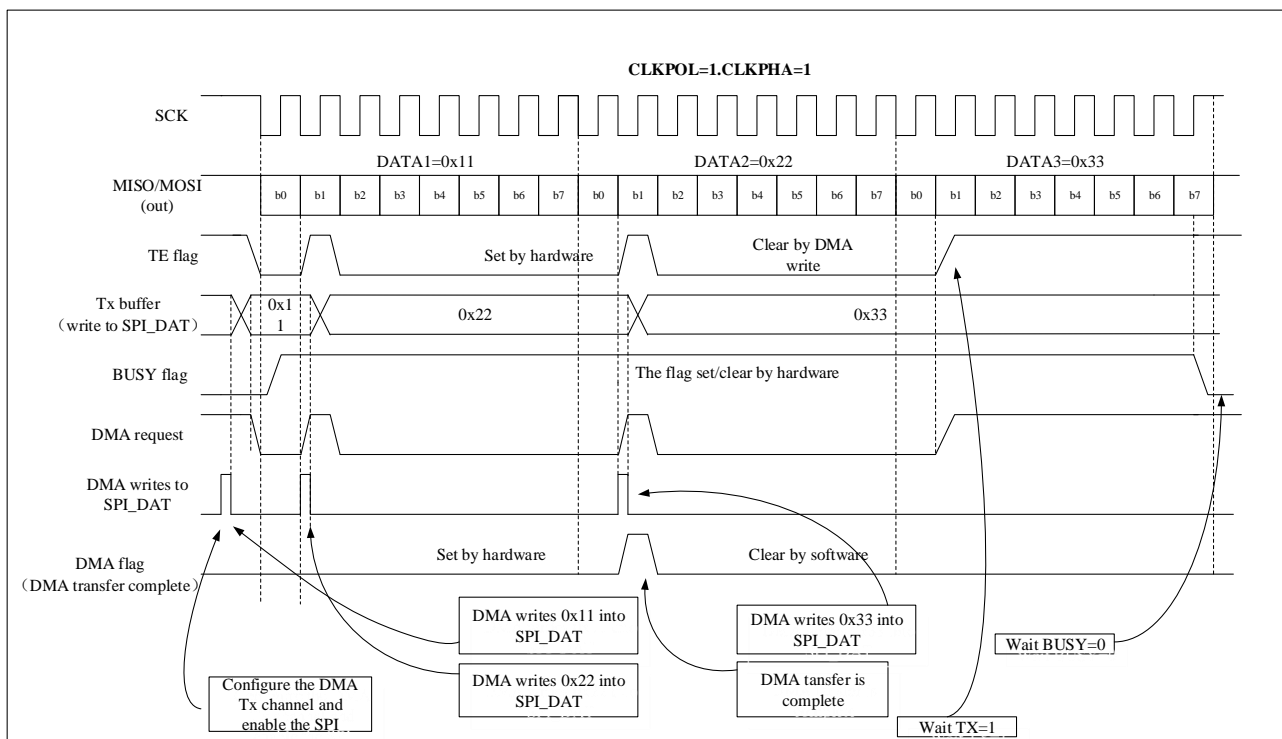 CLKPOL=1.CLKPHA=1
SCK
DATA1=0x11
DATA2=0x22
DATA3=0x33
MISO/MOSI
(out)
b0 b1 b2 b3 b4 b5 b6 b7 b0 b1 b2 b3 b4 b5 b6 b7 b0 b1 b2 b3 b4 b5 b6 b7
TE flag
Set by hardware
Clear by DMA
write
Tx buffer
（write to SPI_DAT）
0x1
1
0x22
0x33
BUSY flag
The flag set/clear by hardware
DMA request
DMA writes to
SPI_DAT
DMA flag
（DMA transfer complete）
Set by hardware
Clear by software
DMA writes 0x11 into
SPI_DAT
DMA writes 0x33 into
SPI_DAT
Wait BUSY=0
Configure the DMA
Tx channel and
enable the SPI
DMA writes 0x22 into
SPI_DAT
DMA tansfer is
complete
Wait TX=1